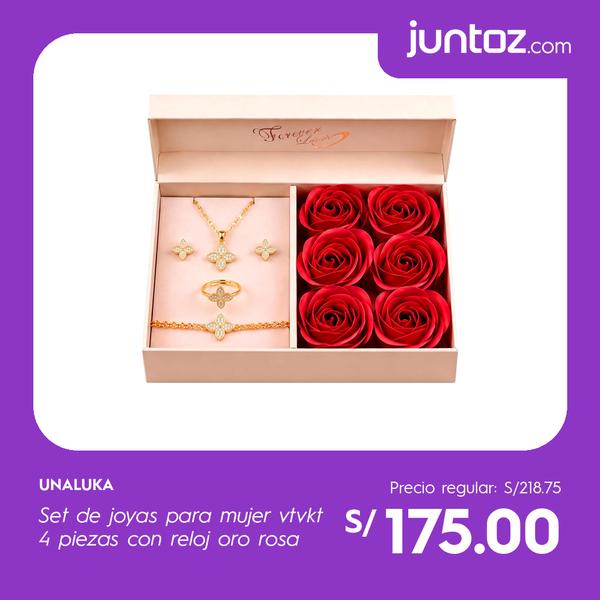 juntoz.com
Forever
Love
UNALUKA
Set de joyas para mujer vtvkt
4 piezas con reloj oro rosa
Precio regular: S/218.75
S/ 175.00